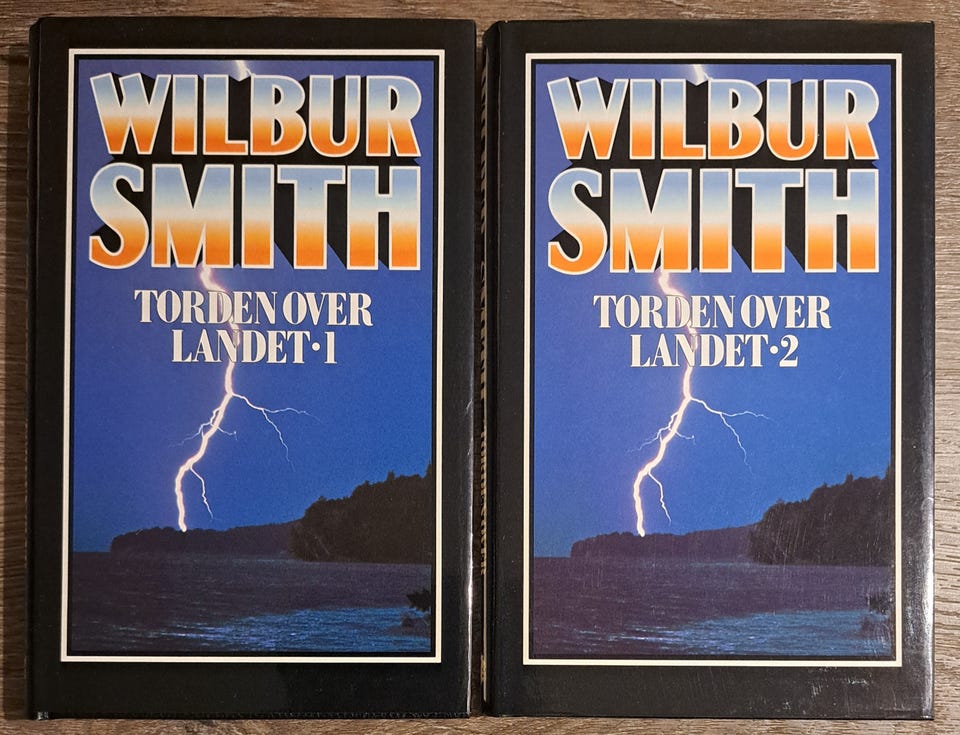 WILBUR
SMITH
TORDEN OVER
LANDET·1
WILBUR
SMITH
TORDEN OVER
LANDET·2